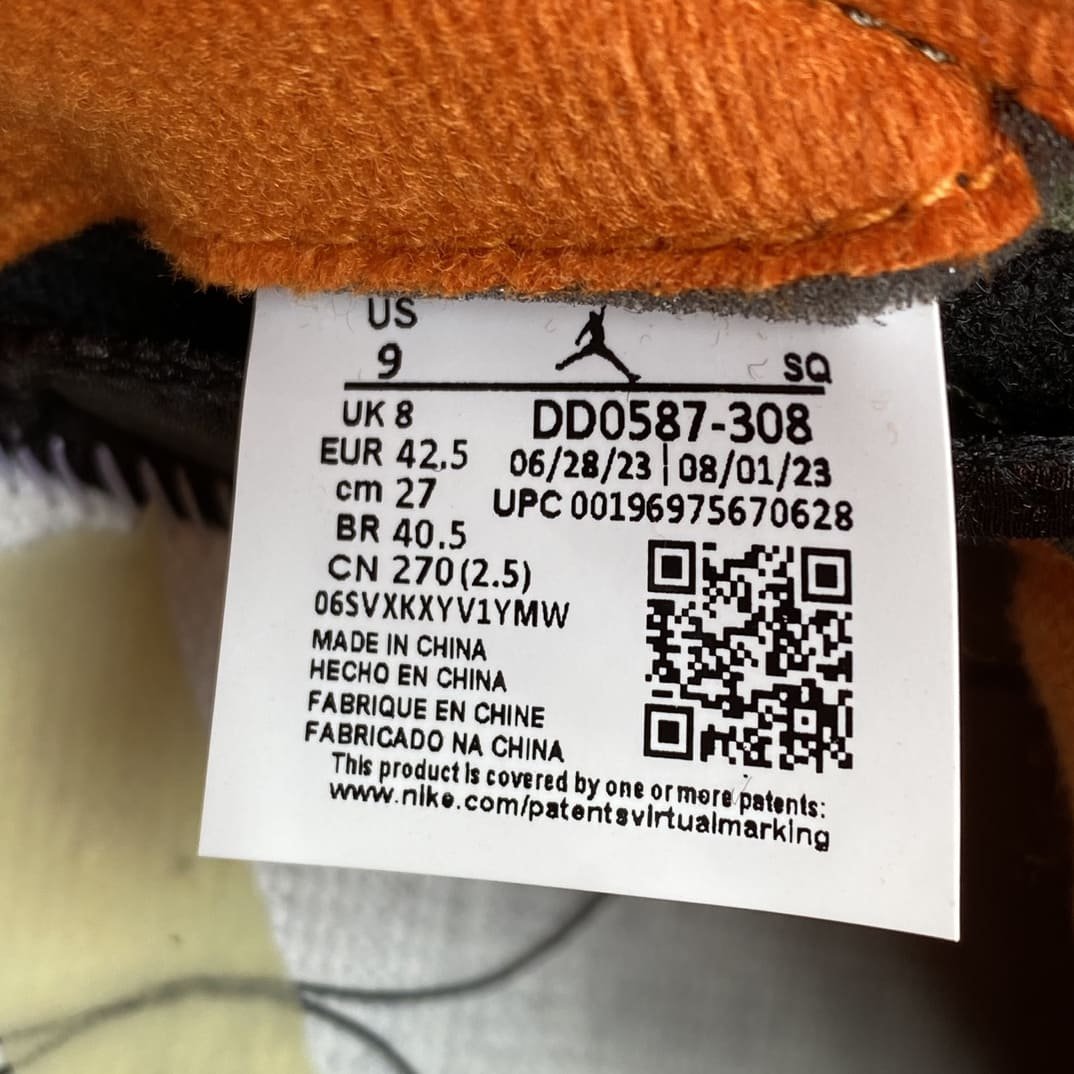 US
9
SQ
UK 8
EUR 42.5
cm 27
BR 40.5
CN 270(2.5)
06SVXKXYV1YMW
DD0587-308
06/28/23 | 08/01/23
UPC 00196975670628
MADE IN CHINA
HECHO EN CHINA
FABRIQUE EN CHINE
FABRICADO NA CHINA
This product is covered by one or more patents:
www.nike.com/patentsvirtualmarking